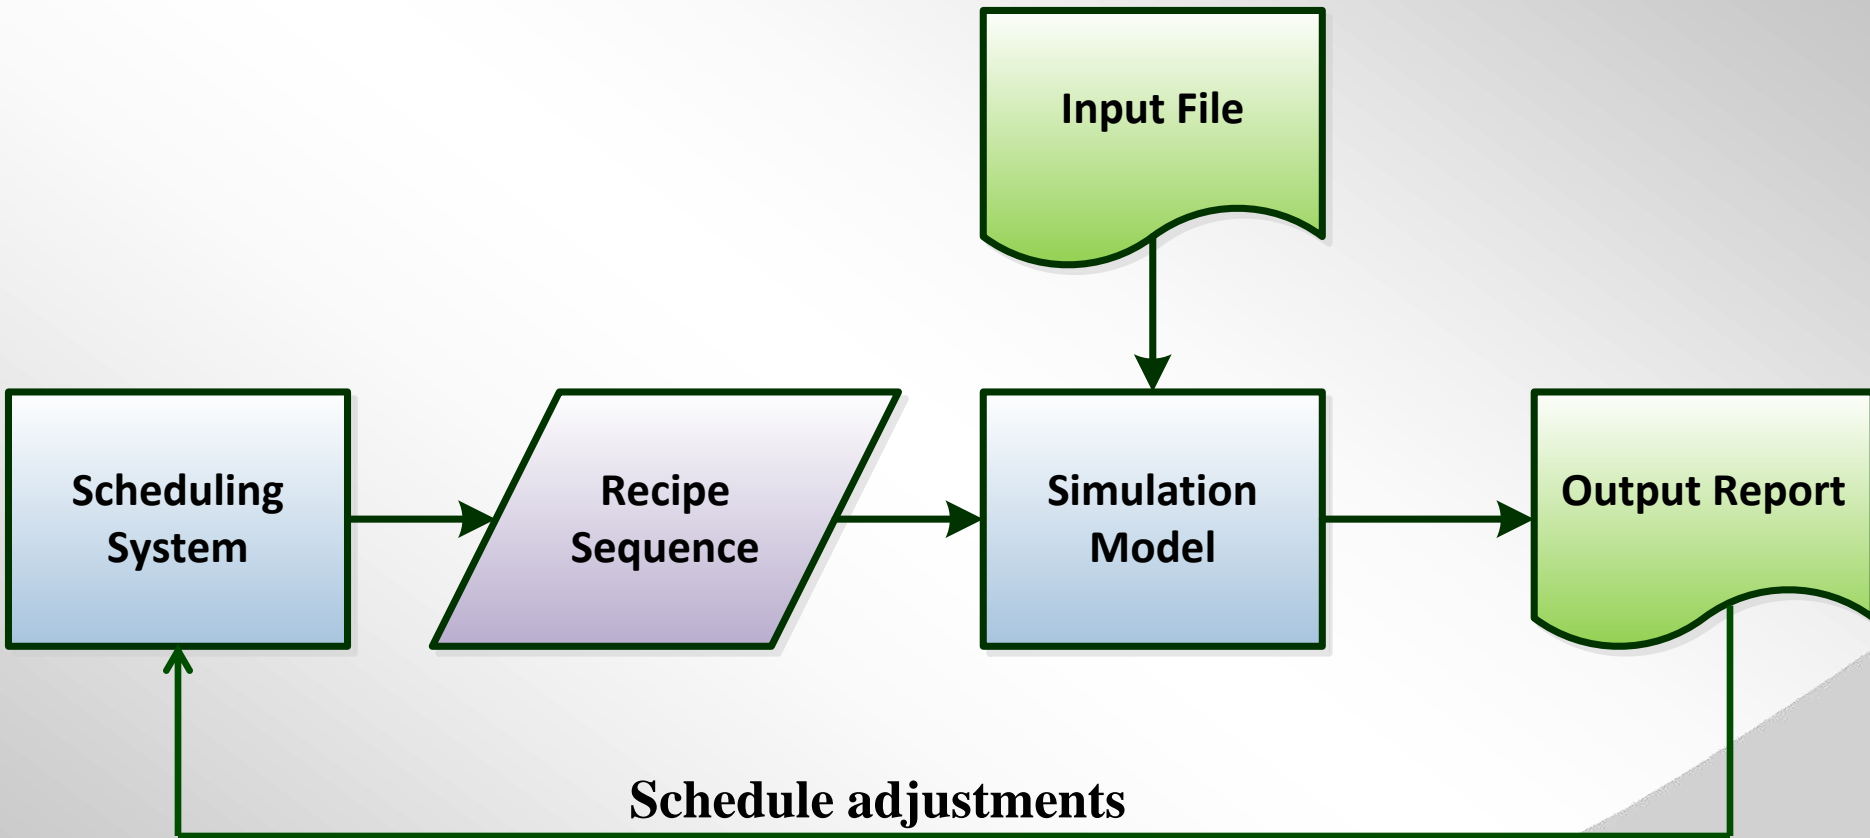 Input File
Scheduling
System
Recipe
Sequence
Simulation
Model
Output Report
Schedule adjustments